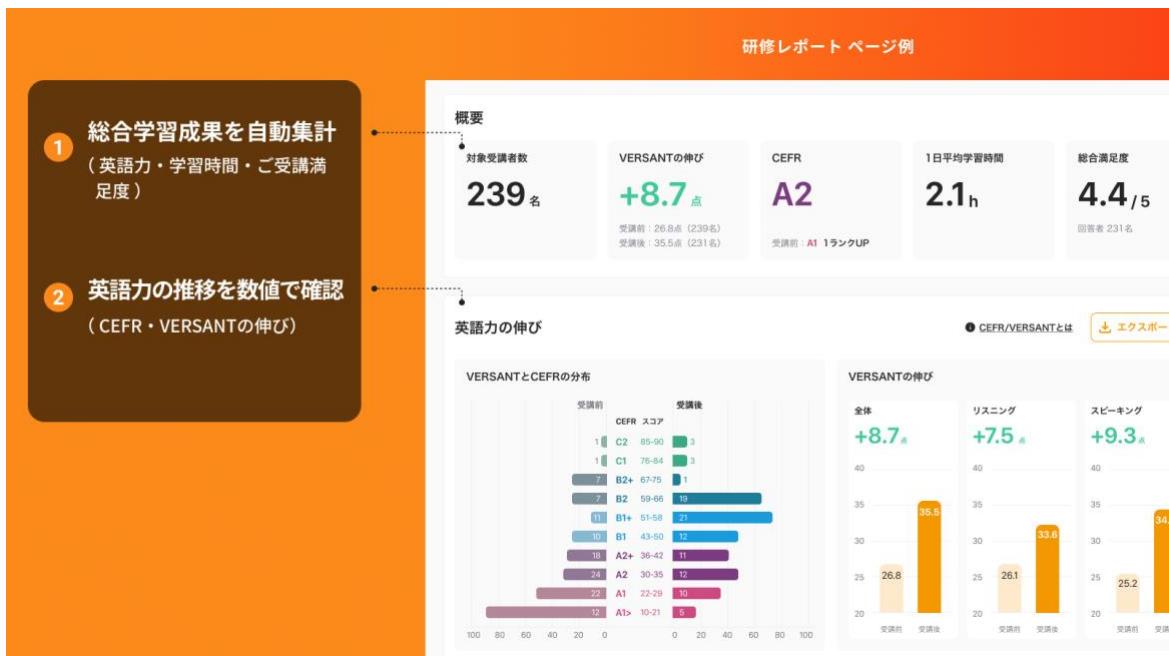 研修レポート ページ例
1 総合学習成果を自動集計
( 英語力・学習時間・ご受講満
足度 )
2 英語力の推移を数値で確認
( CEFR・VERSANTの伸び)
概要
対象受講者数
239 名
VERSANTの伸び
+8.7 点
受講前：26.8点（239名）
受講後：35.5点（231名）
CEFR
A2
受講前：A1 1ランクUP
1日平均学習時間
2.1h
総合満足度
4.4 / 5
回答者 231名
英語力の伸び
CEFR/VERSANTとは
エクスポー
VERSANTとCEFRの分布
受講前 受講後
CEFR スコア
1 C2 85-90 3
1 C1 76-84 3
7 B2+ 67-75 1
7 B2 59-66 19
11 B1+ 51-58 21
10 B1 43-50 12
18 A2+ 36-42 11
24 A2 30-35 12
22 A1 22-29 10
12 A1> 10-21 5
100 80 60 40 20 0 0 20 40 60 80 100
VERSANTの伸び
全体
+8.7 点
40
35
30
25
20
26.8 35.5
受講前 受講後
リスニング
+7.5 点
40
35
30
25
20
26.1 33.6
受講前 受講後
スピーキング
+9.3 点
40
35
30
25
20
25.2 34.
受講前 受講